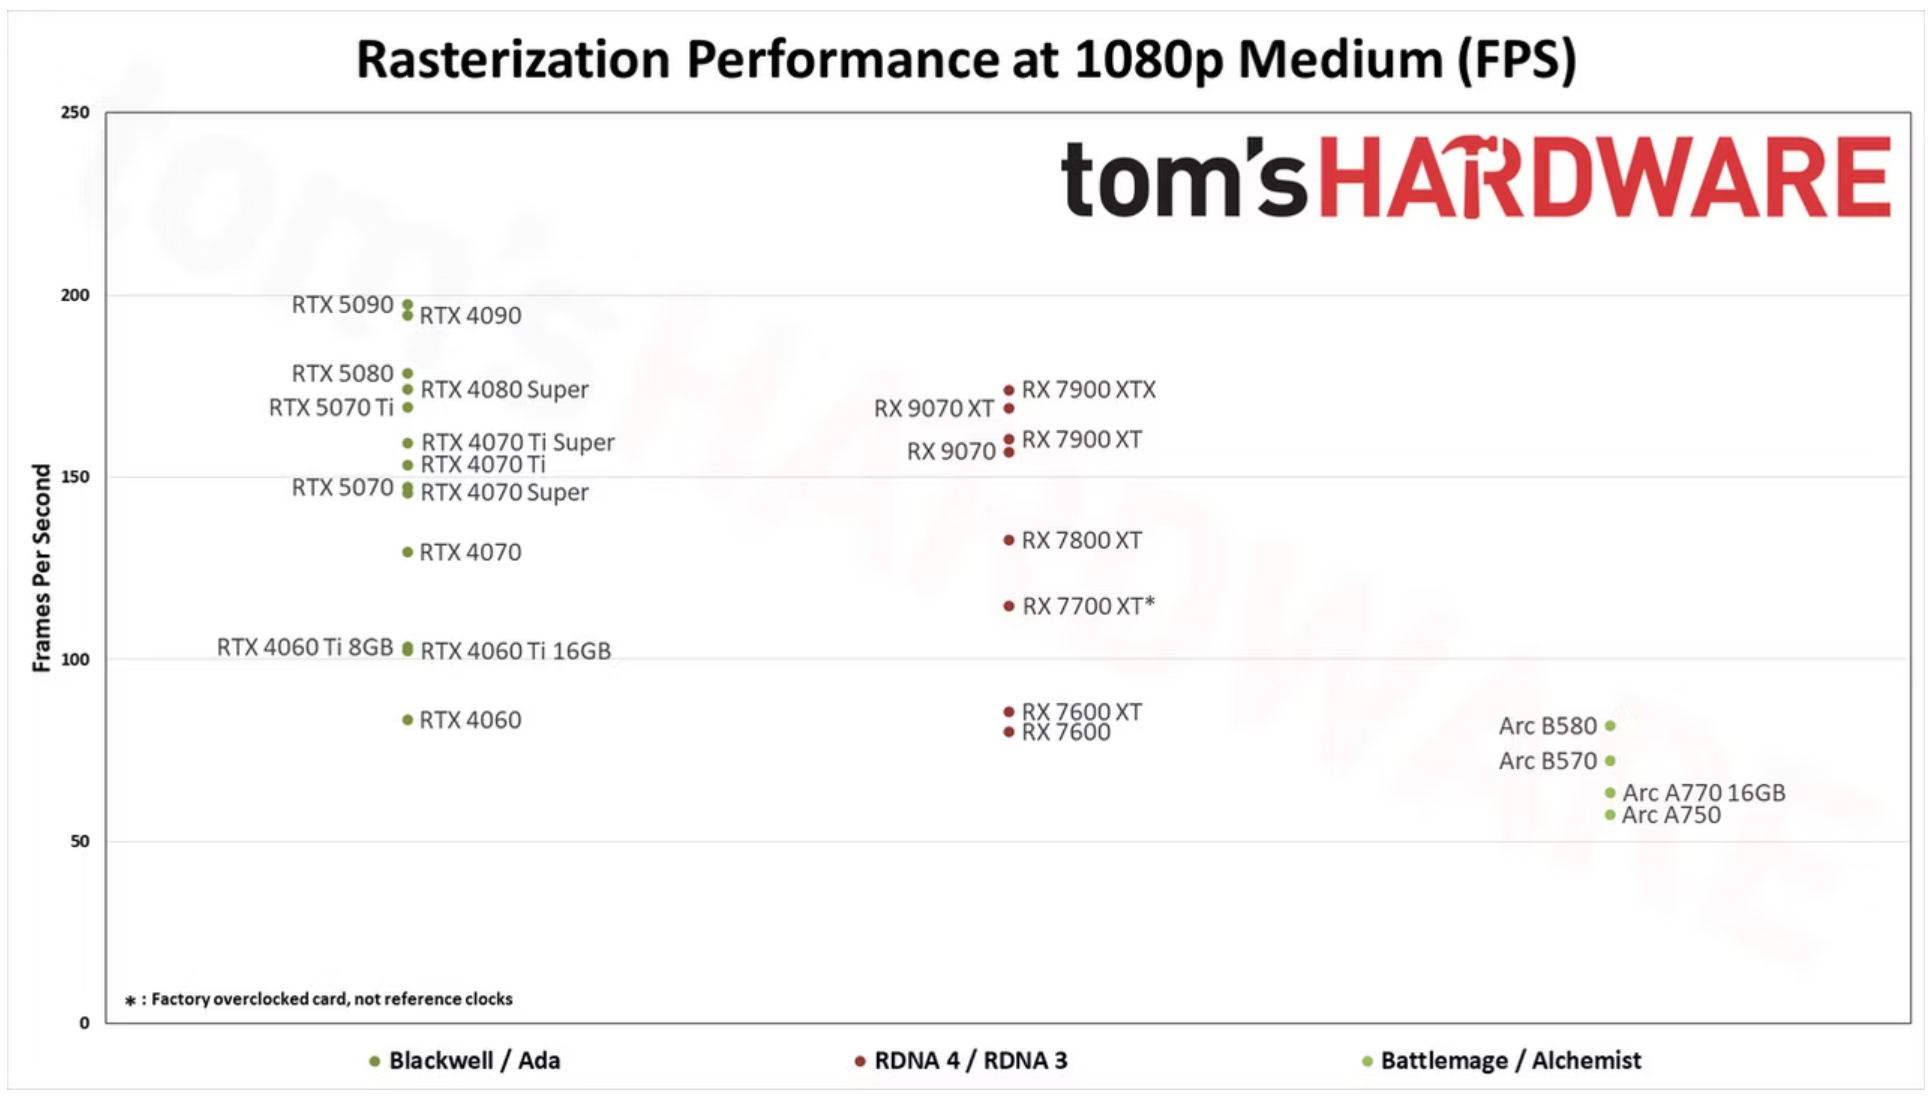 Rasterization Performance at 1080p Medium (FPS)
tom'sHARDWARE
Frames Per Second
250
200
150
100
50
0
RTX 5090
RTX 4090
RTX 5080
RTX 4080 Super
RTX 5070 Ti
RTX 4070 Ti Super
RTX 4070 Ti
RTX 5070
RTX 4070 Super
RTX 4070
RTX 4060 Ti 8GB
RTX 4060 Ti 16GB
RTX 4060
RX 7900 XTX
RX 9070 XT
RX 7900 XT
RX 9070
RX 7800 XT
RX 7700 XT*
RX 7600 XT
RX 7600
Arc B580
Arc B570
Arc A770 16GB
Arc A750
* : Factory overclocked card, not reference clocks
Blackwell / Ada
RDNA 4 / RDNA 3
Battlemage / Alchemist
tom's HARDWARE